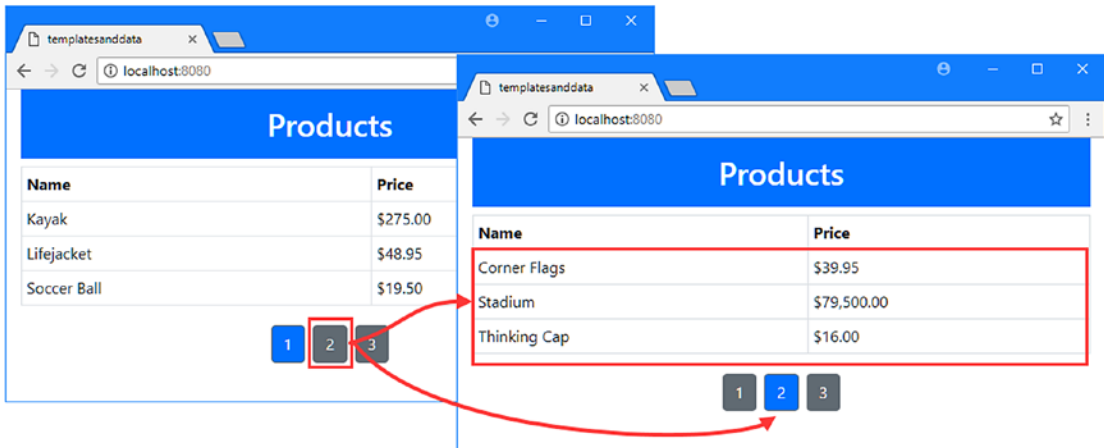 templatesanddata
localhost:8080
Products
Name Price
Kayak $275.00
Lifejacket $48.95
Soccer Ball $19.50
1 2 3
templatesanddata
localhost:8080
Products
Name Price
Corner Flags $39.95
Stadium $79,500.00
Thinking Cap $16.00
1 2 3